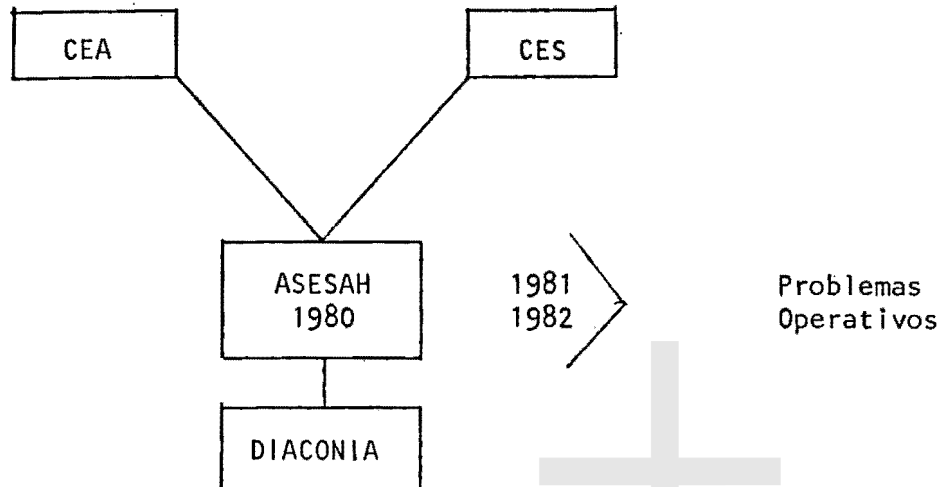 CEA
CES
ASESAH
1980
1981
1982
Problemas
Operativos
DIACONIA